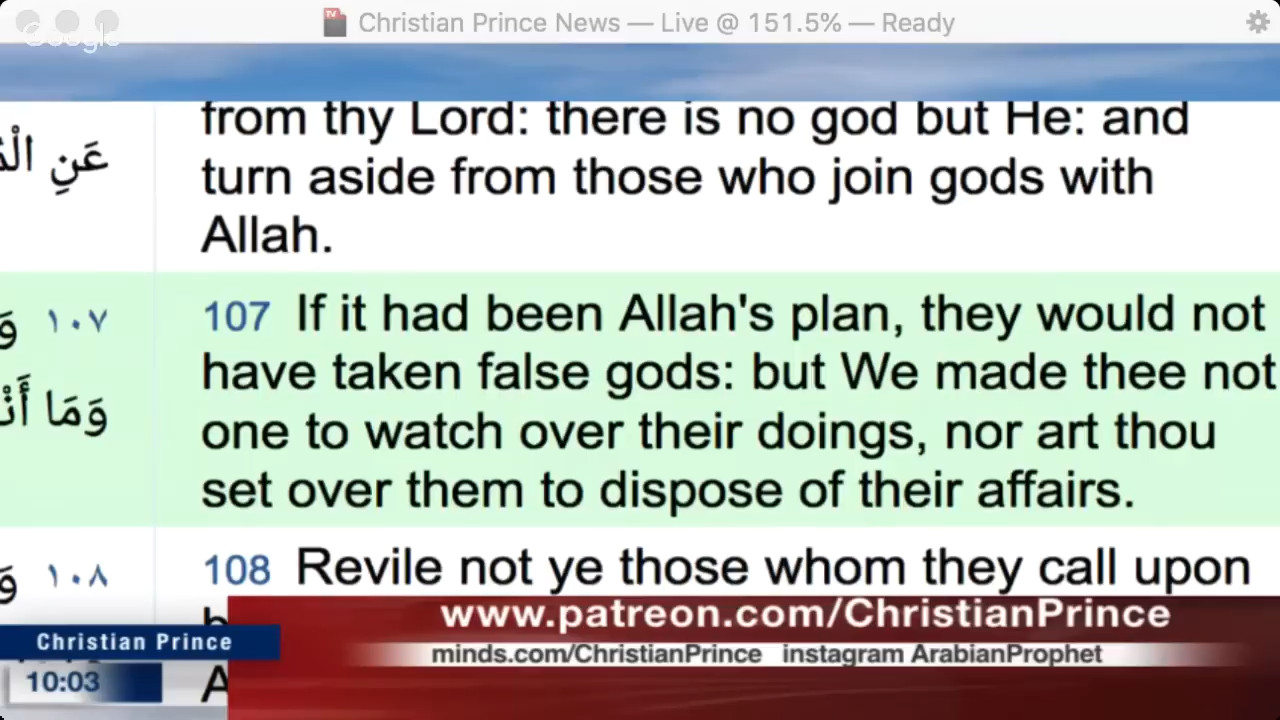 Christian Prince News — Live @ 151.5% — Ready
Google
from thy Lord: there is no god but He: and
turn aside from those who join gods with
Allah.
عَنِ
107 If it had been Allah's plan, they would not
have taken false gods: but We made thee not
one to watch over their doings, nor art thou
set over them to dispose of their affairs.
١٠٧
وَمَا
108 Revile not ye those whom they call upon
١٠٨
www.patreon.com/ChristianPrince
Christian Prince
minds.com/ChristianPrince instagram ArabianProphet
10:03